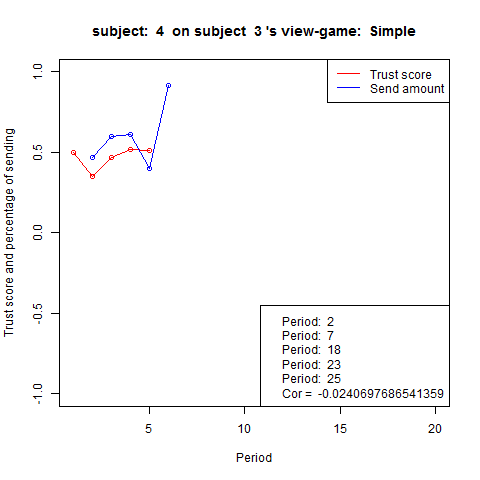 subject:  4  on subject  3 's view-game:  Simple
Trust score and percentage of sending
1.0
0.5
0.0
-0.5
-1.0
Trust score
Send amount
Period:  2
Period:  7
Period:  18
Period:  23
Period:  25
Cor =  -0.0240697686541359
5
10
15
20
Period